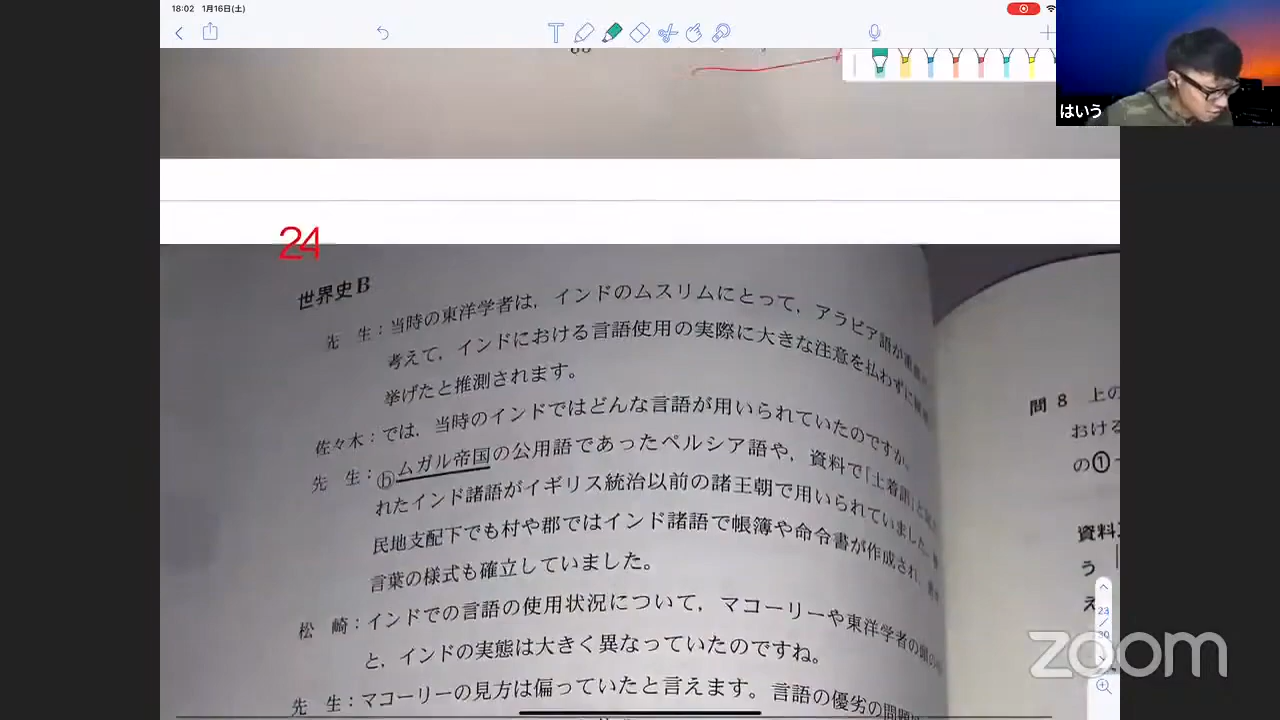 18:02 1月16日(土)
はいう
24
世界史B
先 生：当時の東洋学者は，インドのムスリムにとって，アラビア語が重要
考えて，インドにおける言語使用の実際に大きな注意を払わずに
挙げたと推測されます。
佐々木：では，当時のインドではどんな言語が用いられていたのですか。
先 生：ⓑムガル帝国の公用語であったペルシア語や，資料で「土着語」と
れたインド諸語がイギリス統治以前の諸王朝で用いられていました。
民地支配下でも村や郡ではインド諸語で帳簿や命令書が作成され，
言葉の様式も確立していました。
松 崎：インドでの言語の使用状況について，マコーリーや東洋学者の
と，インドの実態は大きく異なっていたのですね。
先 生：マコーリーの見方は偏っていたと言えます。言語の優劣の問題
問 8 上の
おける
の①
資料
う
え
23
/
30
zoom